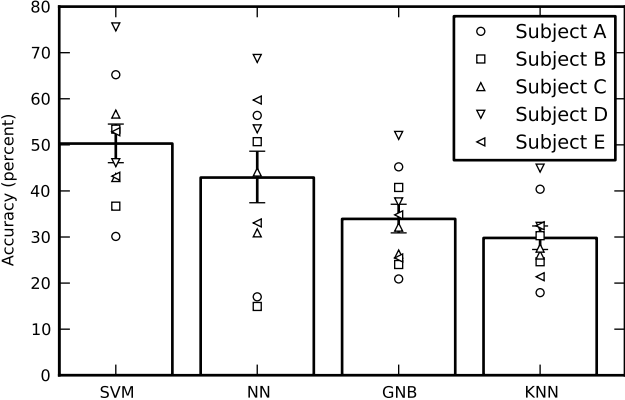 80
70
60
50
40
30
20
10
0
Accuracy (percent)
Subject A
Subject B
Subject C
Subject D
Subject E
SVM NN GNB KNN